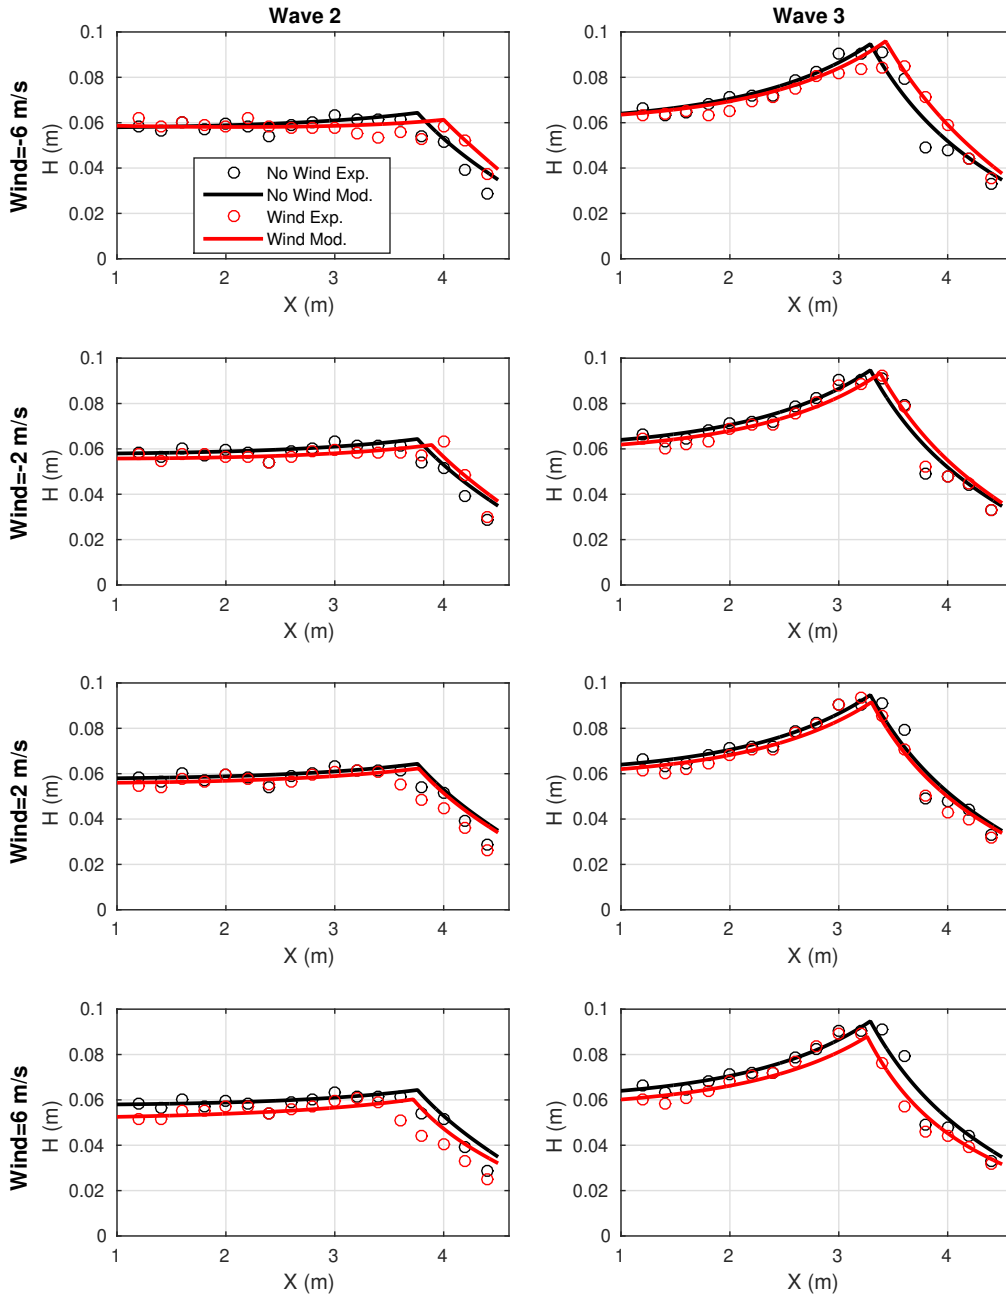 Wave 2
Wave 3
Wind=-6 m/s
H (m)
0.1
0.08
0.06
0.04
0.02
0
No Wind Exp.
No Wind Mod.
Wind Exp.
Wind Mod.
1 2 3 4
X (m)
H (m)
0.1
0.08
0.06
0.04
0.02
0
1 2 3 4
X (m)
Wind=-2 m/s
H (m)
0.1
0.08
0.06
0.04
0.02
0
1 2 3 4
X (m)
H (m)
0.1
0.08
0.06
0.04
0.02
0
1 2 3 4
X (m)
Wind=2 m/s
H (m)
0.1
0.08
0.06
0.04
0.02
0
1 2 3 4
X (m)
H (m)
0.1
0.08
0.06
0.04
0.02
0
1 2 3 4
X (m)
Wind=6 m/s
H (m)
0.1
0.08
0.06
0.04
0.02
0
1 2 3 4
X (m)
H (m)
0.1
0.08
0.06
0.04
0.02
0
1 2 3 4
X (m)